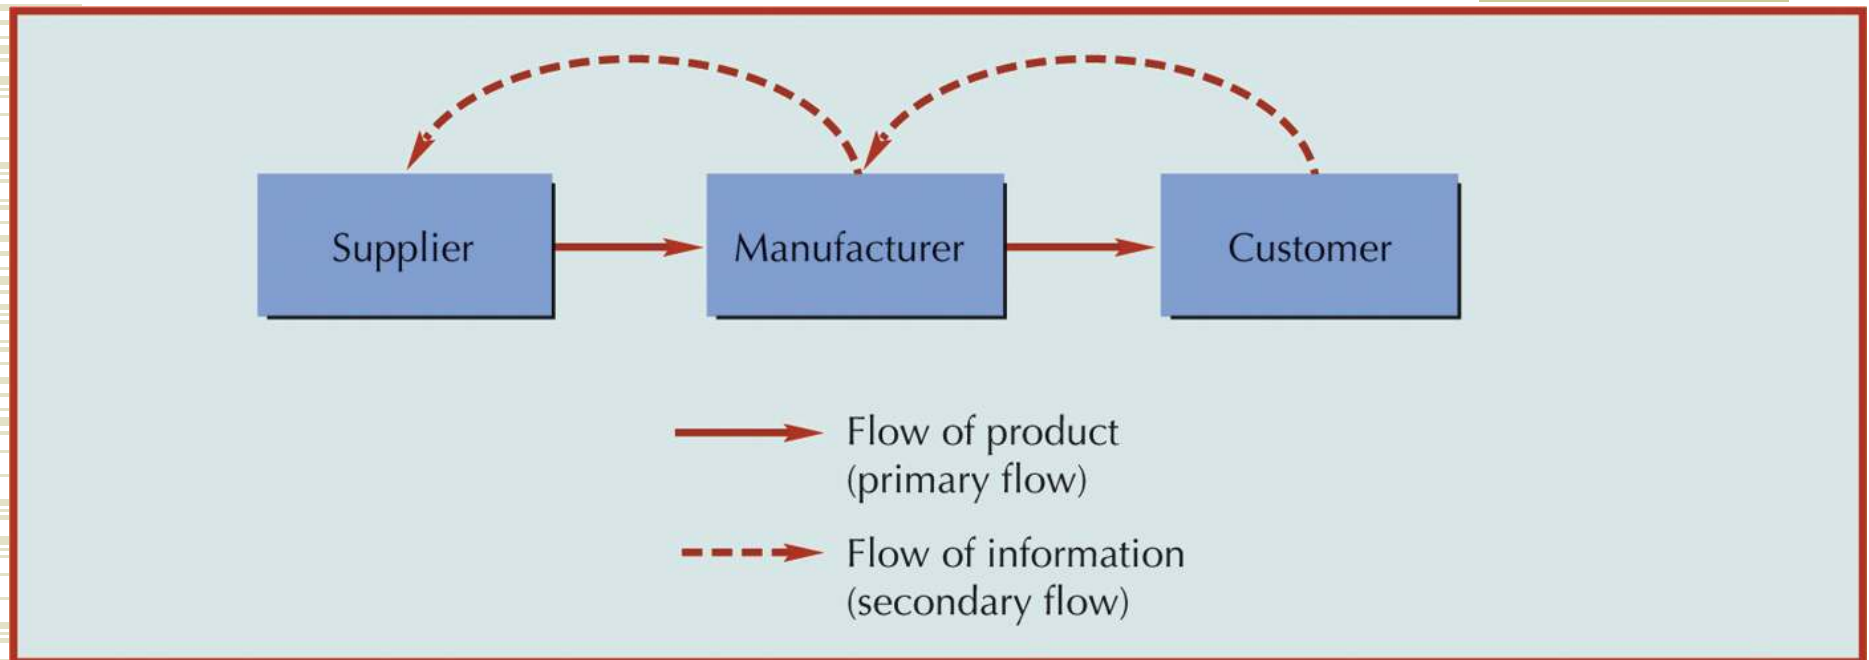 Supplier
Manufacturer
Customer
Flow of product
(primary flow)
Flow of information
(secondary flow)